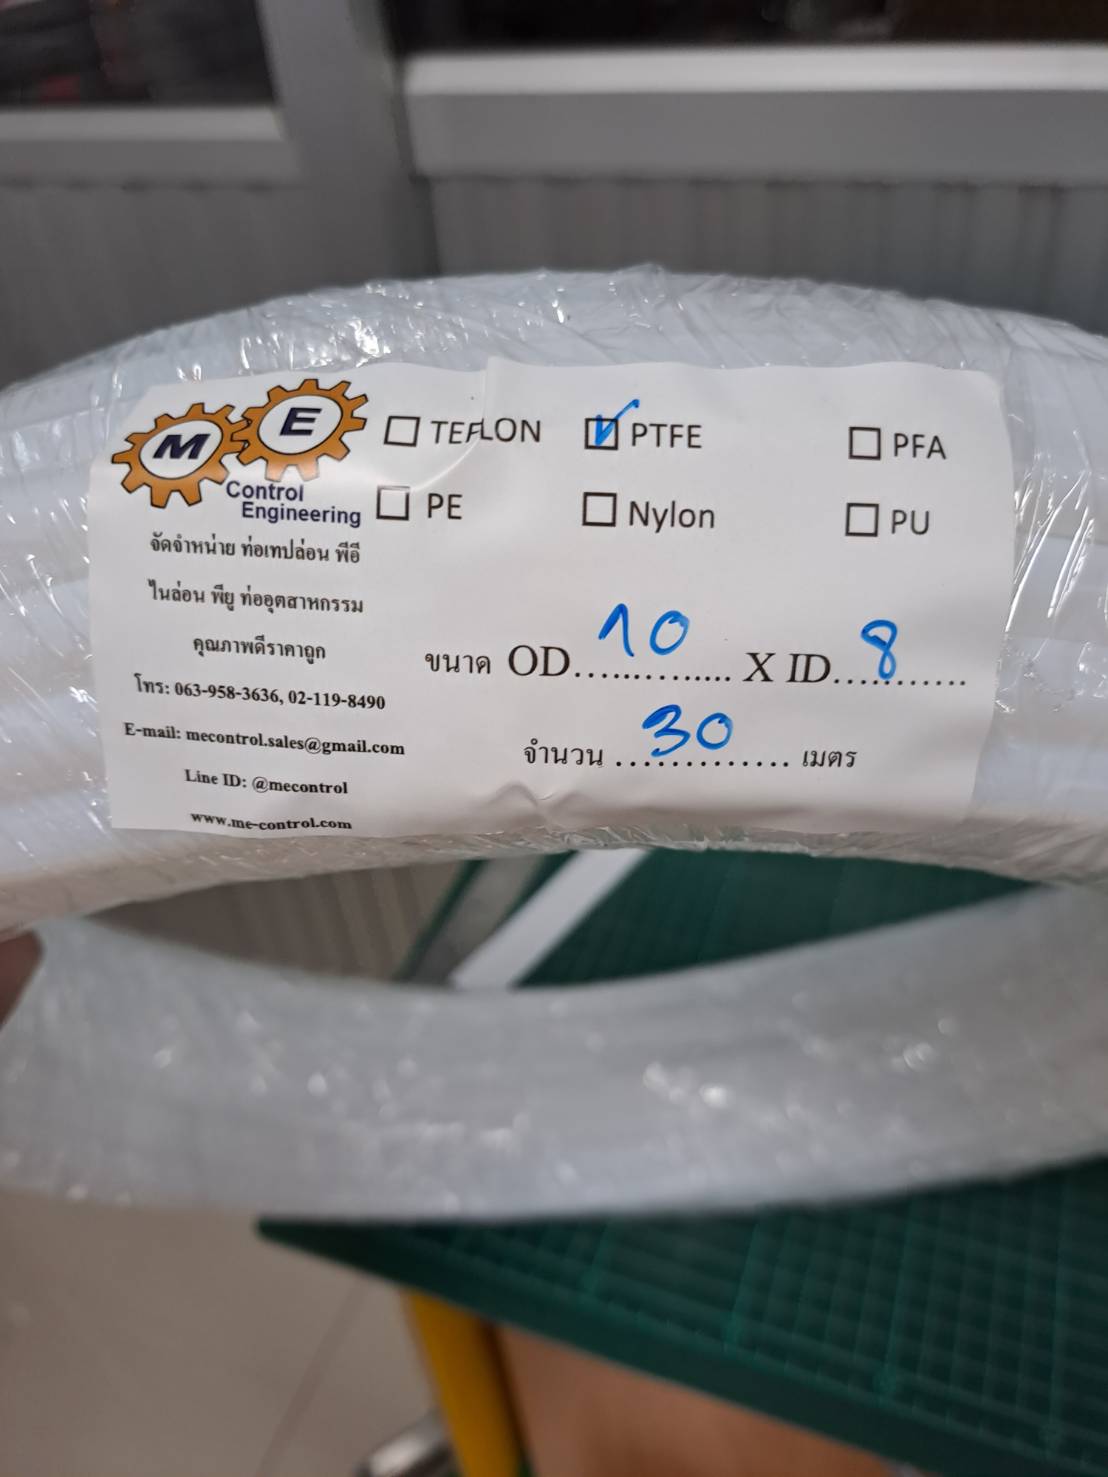 M E
Control
Engineering
☐ TEFLON ☑ PTFE ☐ PFA
☐ PE ☐ Nylon ☐ PU
จัดจำหน่าย ท่อเทปล่อน พีอี
ไนล่อน พียู ท่ออุตสาหกรรม
คุณภาพดีราคาถูก
โทร: 063-958-3636, 02-119-8490
E-mail: mecontrol.sales@gmail.com
Line ID: @mecontrol
www.me-control.com
ขนาด OD.....10.......... X ID....8..........
จำนวน ....30.......... เมตร